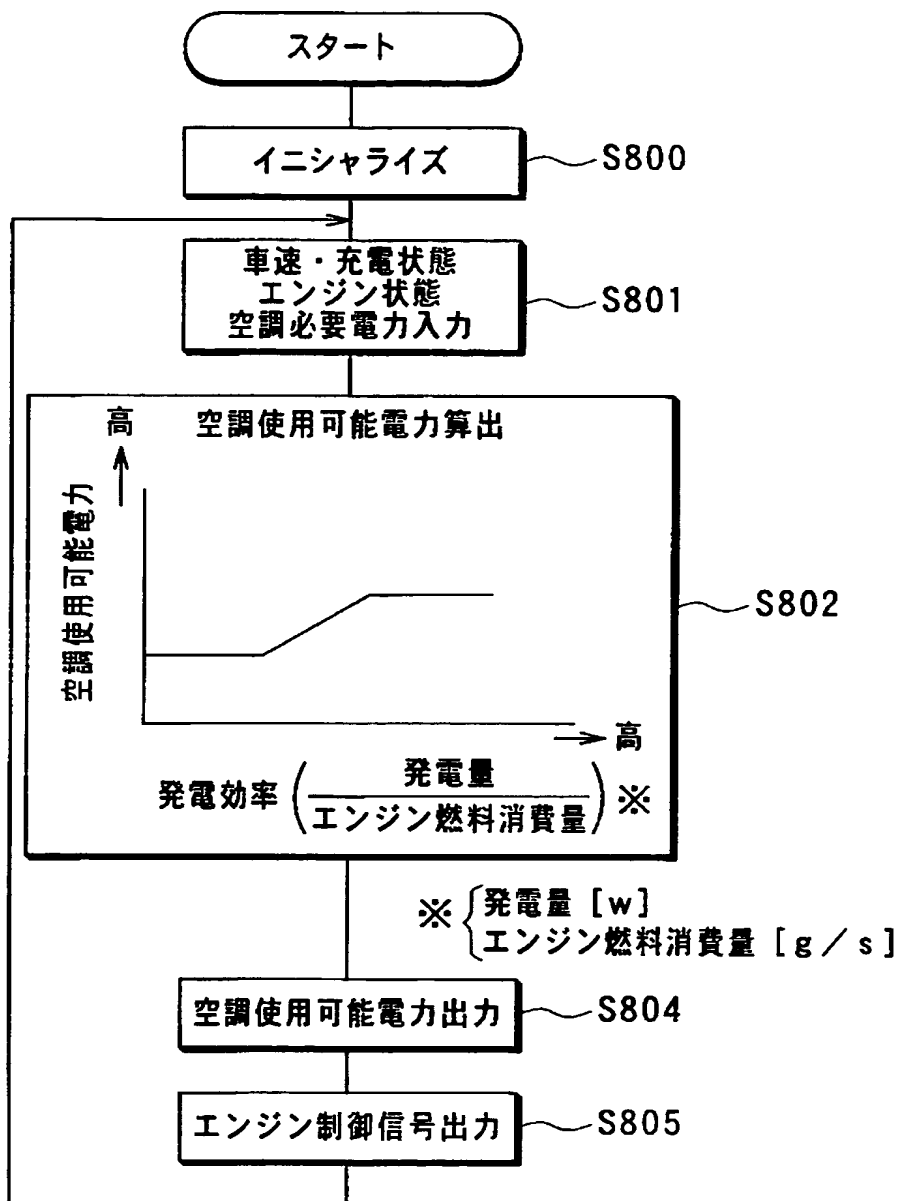 スタート
イニシャライズ
S800
車速・充電状態
エンジン状態
空調必要電力入力
S801
空調使用可能電力算出
高
空調使用可能電力
S802
高
発電効率(発電量/エンジン燃料消費量)※
※{発電量[w]
エンジン燃料消費量[g/s]
空調使用可能電力出力
S804
エンジン制御信号出力
S805